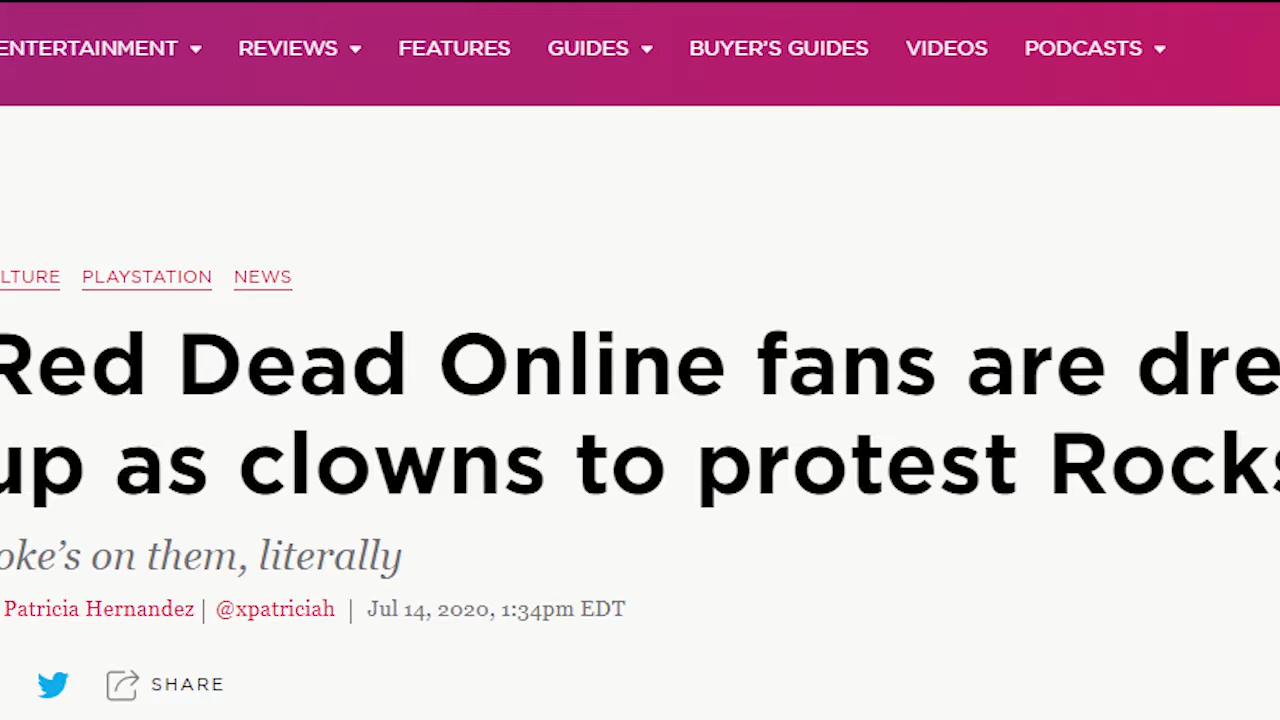 ENTERTAINMENT REVIEWS FEATURES GUIDES BUYER'S GUIDES VIDEOS PODCASTS
LTURE PLAYSTATION NEWS
Red Dead Online fans are dre
up as clowns to protest Rocks
oke’s on them, literally
Patricia Hernandez | @xpatriciah | Jul 14, 2020, 1:34pm EDT
SHARE